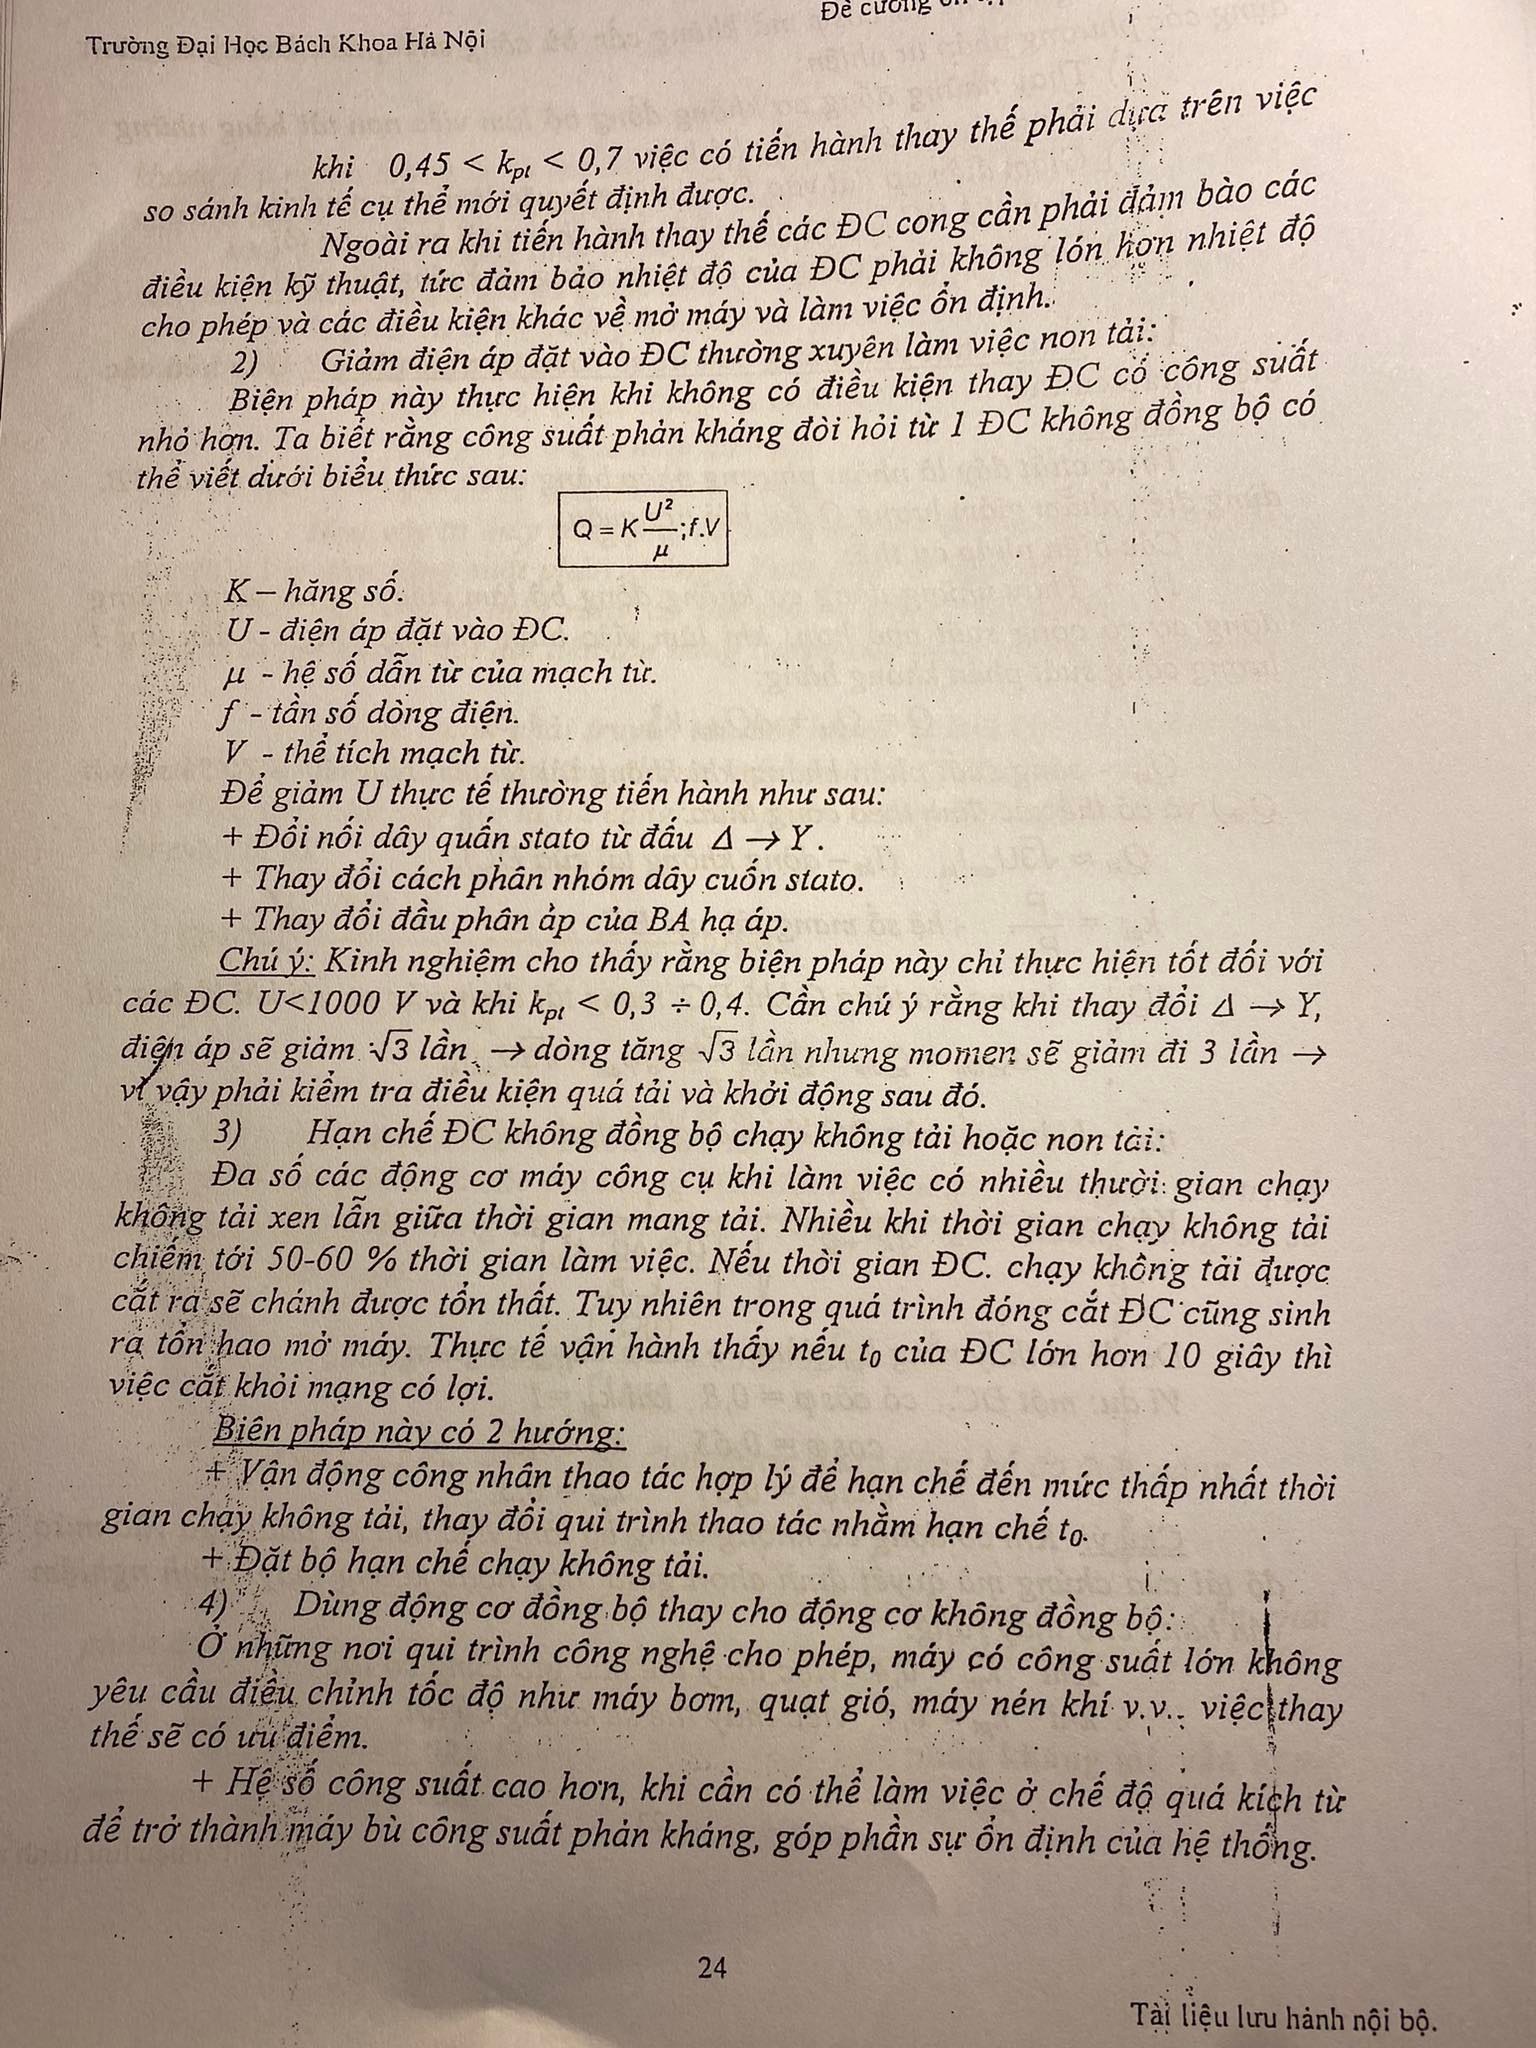 Đề cương ôn
Trường Đại Học Bách Khoa Hà Nội
khi 0,45 < kpt < 0,7 việc có tiến hành thay thế phải dựa trên việc
so sánh kinh tế cụ thể mới quyết định được.
Ngoài ra khi tiến hành thay thế các ĐC cong cần phải đảm bào các
điều kiện kỹ thuật, tức đảm bảo nhiệt độ của ĐC phải không lón hơn nhiệt độ
cho phép và các điều kiện khác về mở máy và làm việc ổn định.
2) Giảm điện áp đặt vào ĐC thường xuyên làm việc non tải:
Biện pháp này thực hiện khi không có điều kiện thay ĐC có công suất
nhỏ hơn. Ta biết rằng công suất phản kháng đòi hỏi từ 1 ĐC không đồng bộ có
thể viết dưới biểu thức sau:
Q = K U²/μ ;f.V
K – hăng số.
U - điện áp đặt vào ĐC.
μ - hệ số dẫn từ của mạch từ.
f - tần số dòng điện.
V - thể tích mạch từ.
Để giảm U thực tế thường tiến hành như sau:
+ Đổi nối dây quấn stato từ đấu Δ → Y .
+ Thay đổi cách phân nhóm dây cuốn stato.
+ Thay đổi đầu phân áp của BA hạ áp.
Chú ý: Kinh nghiệm cho thấy rằng biện pháp này chỉ thực hiện tốt đối với
các ĐC. U<1000 V và khi kpt < 0,3 ÷ 0,4. Cần chú ý rằng khi thay đổi Δ → Y,
điện áp sẽ giảm √3 lần → dòng tăng √3 lần nhưng momen sẽ giảm đi 3 lần →
vì vậy phải kiểm tra điều kiện quá tải và khởi động sau đó.
3) Hạn chế ĐC không đồng bộ chạy không tải hoặc non tải:
Đa số các động cơ máy công cụ khi làm việc có nhiều thười gian chạy
không tải xen lẫn giữa thời gian mang tải. Nhiều khi thời gian chạy không tải
chiếm tới 50-60 % thời gian làm việc. Nếu thời gian ĐC. chạy không tải được
cắt ra sẽ chánh được tổn thất. Tuy nhiên trong quá trình đóng cắt ĐC cũng sinh
ra tổn hao mở máy. Thực tế vận hành thấy nếu t0 của ĐC lớn hơn 10 giây thì
việc cắt khỏi mạng có lợi.
Biên pháp này có 2 hướng:
+ Vận động công nhân thao tác hợp lý để hạn chế đến mức thấp nhất thời
gian chạy không tải, thay đổi qui trình thao tác nhằm hạn chế t0.
+ Đặt bộ hạn chế chạy không tải.
4) Dùng động cơ đồng bộ thay cho động cơ không đồng bộ:
Ở những nơi qui trình công nghệ cho phép, máy có công suất lớn không
yêu cầu điều chỉnh tốc độ như máy bơm, quạt gió, máy nén khí v.v.. việc thay
thế sẽ có ưu điểm.
+ Hệ số công suất cao hơn, khi cần có thể làm việc ở chế độ quá kích từ
để trở thành máy bù công suất phản kháng, góp phần sự ổn định của hệ thống.
24
Tài liệu lưu hành nội bộ.